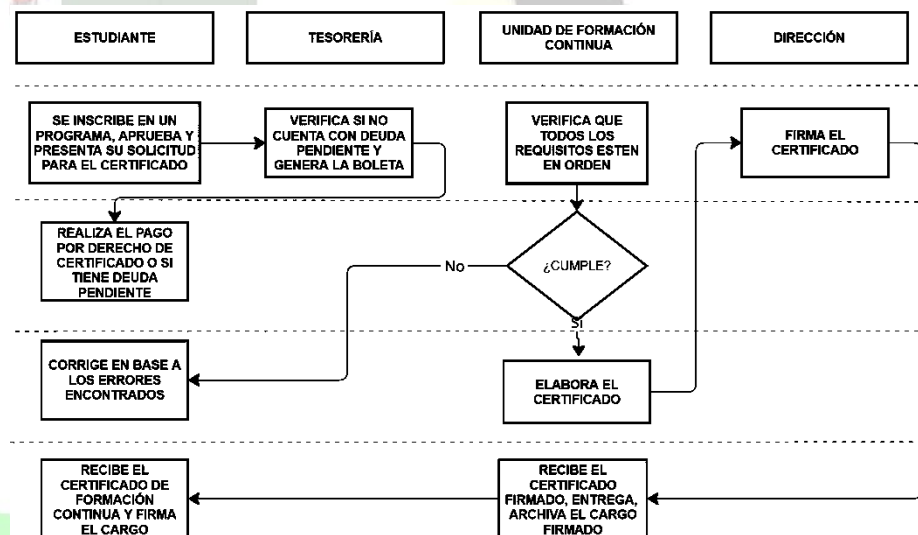 ESTUDIANTE
TESORERÍA
UNIDAD DE FORMACIÓN
CONTINUA
DIRECCIÓN
SE INSCRIBE EN UN
PROGRAMA, APRUEBA Y
PRESENTA SU SOLICITUD
PARA EL CERTIFICADO
VERIFICA SI NO
CUENTA CON DEUDA
PENDIENTE Y
GENERA LA BOLETA
VERIFICA QUE
TODOS LOS
REQUISITOS ESTEN
EN ORDEN
FIRMA EL
CERTIFICADO
REALIZA EL PAGO
POR DERECHO DE
CERTIFICADO O SI
TIENE DEUDA
PENDIENTE
No
¿CUMPLE?
Si
CORRIGE EN BASE A
LOS ERRORES
ENCONTRADOS
ELABORA EL
CERTIFICADO
RECIBE EL
CERTIFICADO DE
FORMACIÓN
CONTINUA Y FIRMA
EL CARGO
RECIBE EL
CERTIFICADO
FIRMADO, ENTREGA,
ARCHIVA EL CARGO
FIRMADO